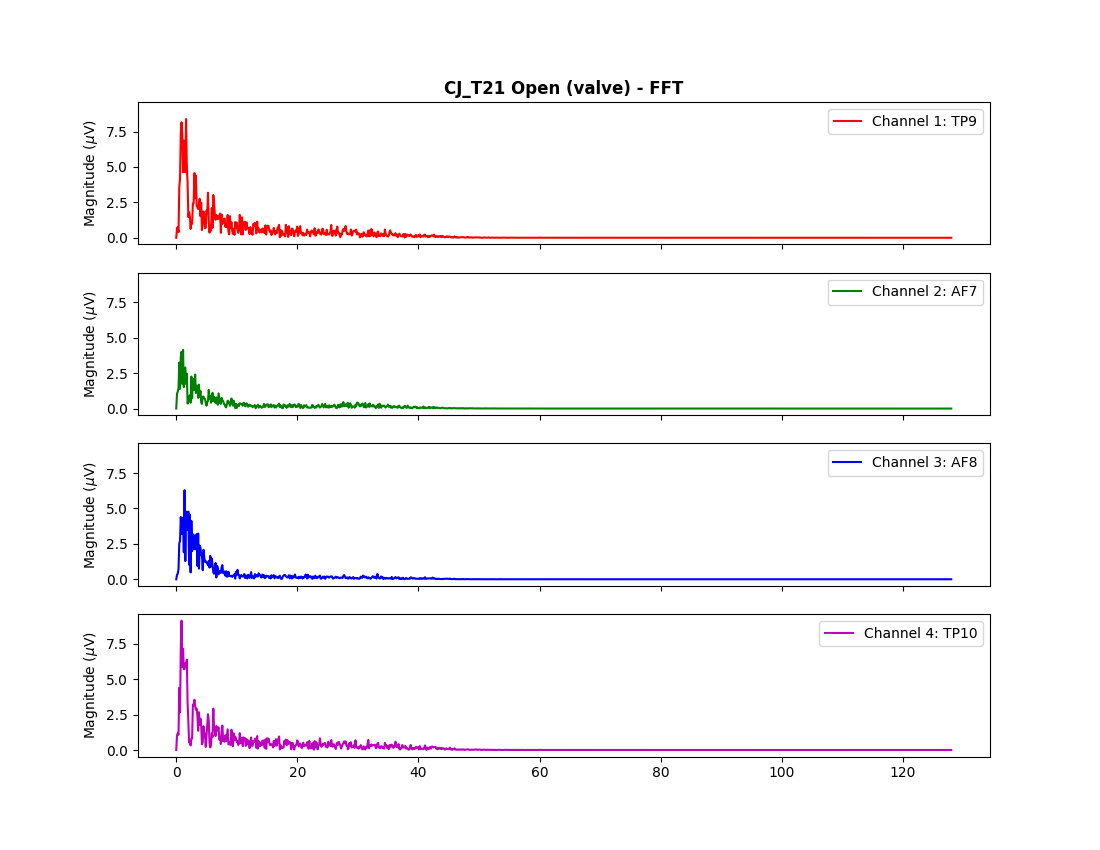 CJ_T21 Open (valve) - FFT
Magnitude (μV)
7.5
5.0
2.5
0.0
Channel 1: TP9
Magnitude (μV)
7.5
5.0
2.5
0.0
Channel 2: AF7
Magnitude (μV)
7.5
5.0
2.5
0.0
Channel 3: AF8
Magnitude (μV)
7.5
5.0
2.5
0.0
Channel 4: TP10
0 20 40 60 80 100 120